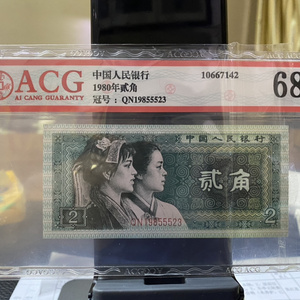 ACG
AI CANG GUARANTY
中国人民银行
1980年贰角
冠号：QN19855523
10667142
68
中国人民银行
贰角
QN19855523
2
2